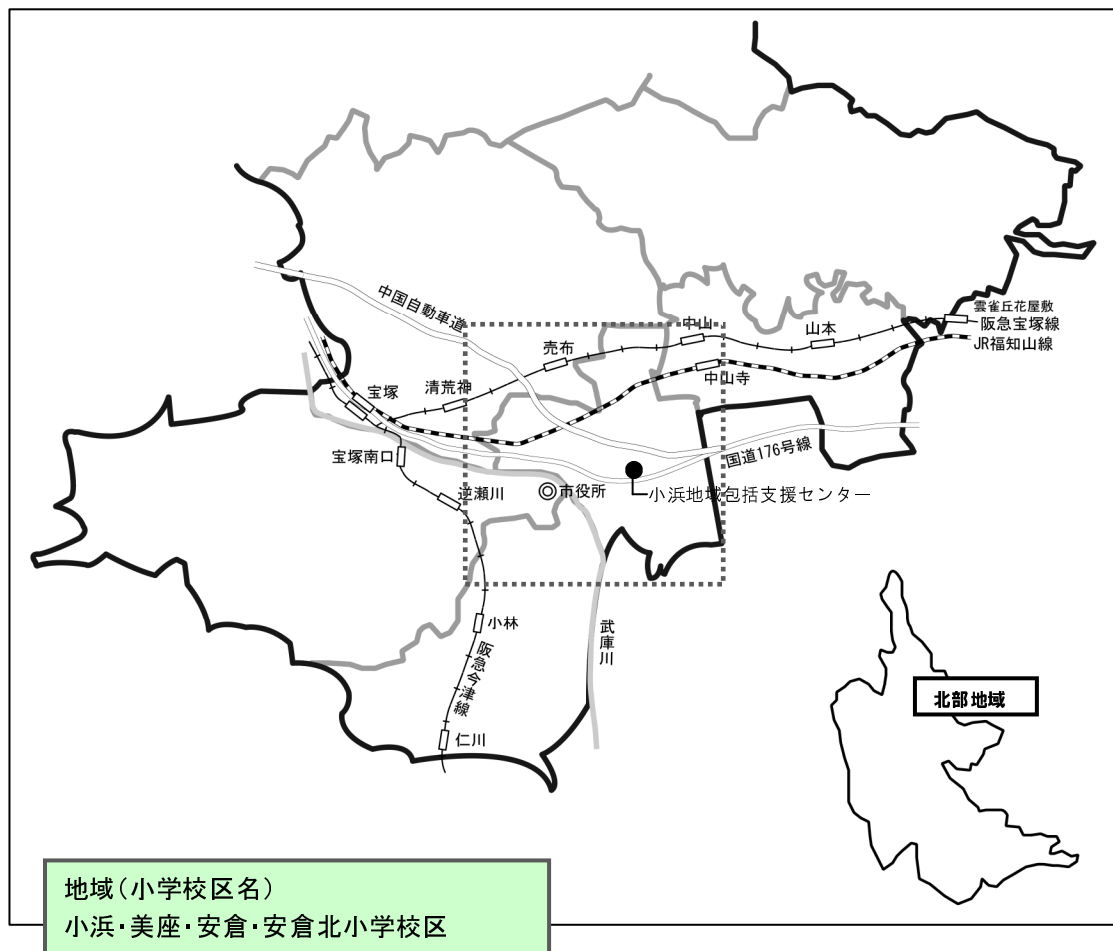 中国自動車道
中山
山本
雲雀丘花屋敷
阪急宝塚線
JR福知山線
売布
中山寺
清荒神
宝塚
国道176号線
宝塚南口
逆瀬川
市役所
小浜地域包括支援センター
小林
武庫川
阪急今津線
仁川
北部地域
地域(小学校区名)
小浜・美座・安倉・安倉北小学校区